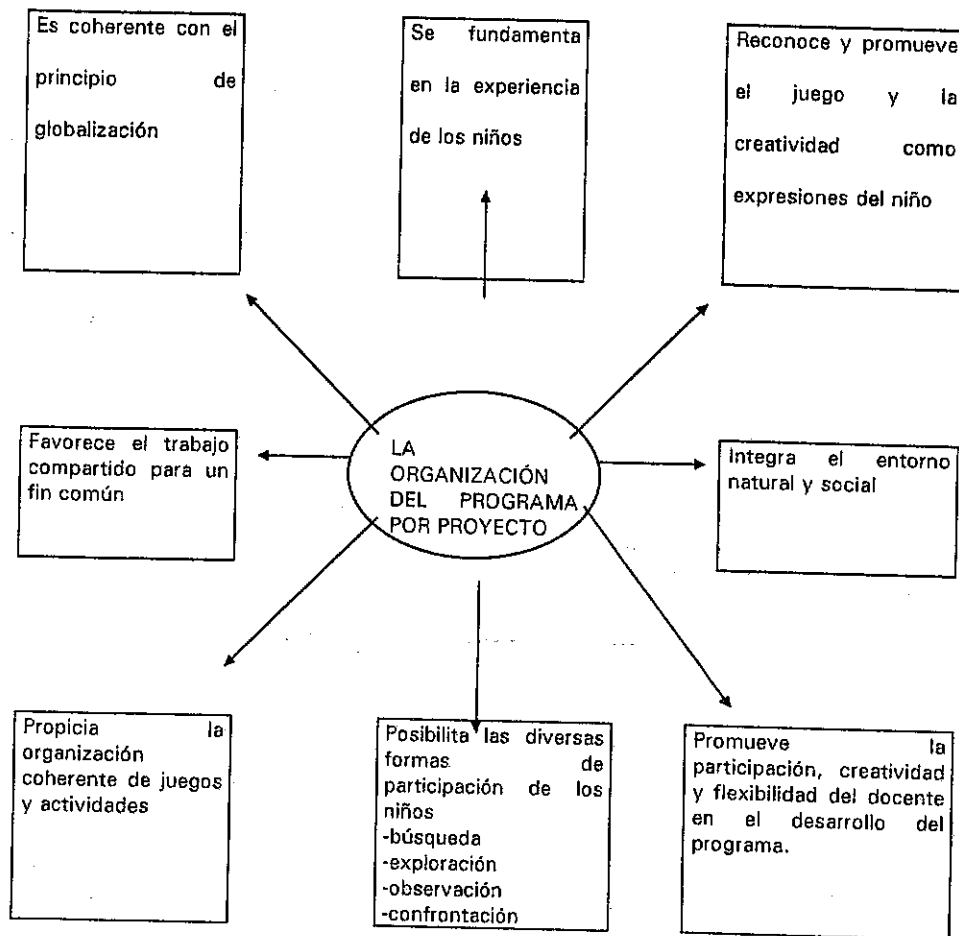 Es coherente con el
principio de
globalización
Se fundamenta
en la experiencia
de los niños
Reconoce y promueve
el juego y la
creatividad como
expresiones del niño
Favorece el trabajo
compartido para un
fin común
LA
ORGANIZACIÓN
DEL PROGRAMA
POR PROYECTO
Integra el entorno
natural y social
Propicia la
organización
coherente de juegos
y actividades
Posibilita las diversas
formas de
participación de los
niños
-búsqueda
-exploración
-observación
-confrontación
Promueve la
participación, creatividad
y flexibilidad del docente
en el desarrollo del
programa.